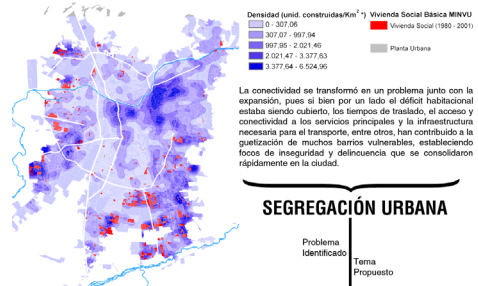 Densidad (unid. construidas/Km² *)
0 - 307,06
307,07 - 997,94
997,95 - 2.021,46
2.021,47 - 3.377,63
3.377,64 - 6.524,96
Vivienda Social Básica MINVU
Vivienda Social (1980 - 2001)
Planta Urbana
La conectividad se transformó en un problema junto con la
expansión, pues si bien por un lado el déficit habitacional
estaba siendo cubierto, los tiempos de traslado, el acceso y
conectividad a los servicios principales y la infraestructura
necesaria para el transporte, entre otros, han contribuido a la
guetización de muchos barrios vulnerables, estableciendo
focos de inseguridad y delincuencia que se consolidaron
rápidamente en la ciudad.
SEGREGACIÓN URBANA
Problema
Identificado
Tema
Propuesto